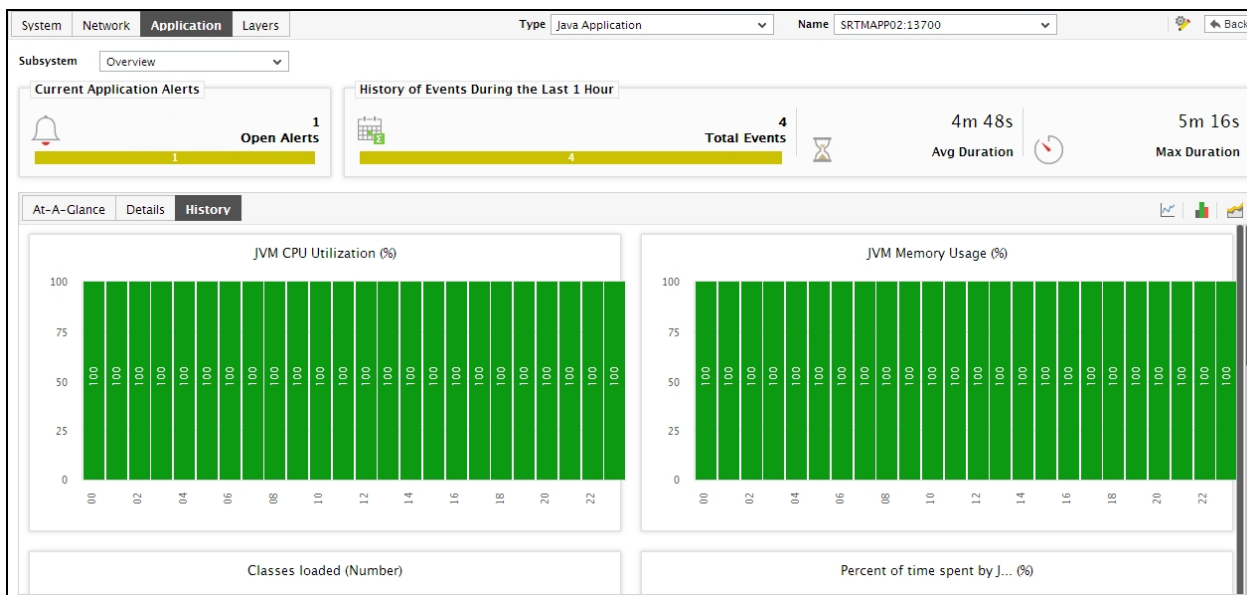 System Network Application Layers Type Java Application Name SRTMAPP02:13700 Back
Subsystem Overview
Current Application Alerts
1
Open Alerts
1
History of Events During the Last 1 Hour
4
Total Events
4
4m 48s
Avg Duration
5m 16s
Max Duration
At-A-Glance Details History
JVM CPU Utilization (%)
100
75
50
25
0
100 100 100 100 100 100 100 100 100 100 100 100 100 100 100 100 100 100 100 100 100 100 100 100
00 02 04 06 08 10 12 14 16 18 20 22
JVM Memory Usage (%)
100
75
50
25
0
100 100 100 100 100 100 100 100 100 100 100 100 100 100 100 100 100 100 100 100 100 100 100 100
00 02 04 06 08 10 12 14 16 18 20 22
Classes loaded (Number)
Percent of time spent by J... (%)